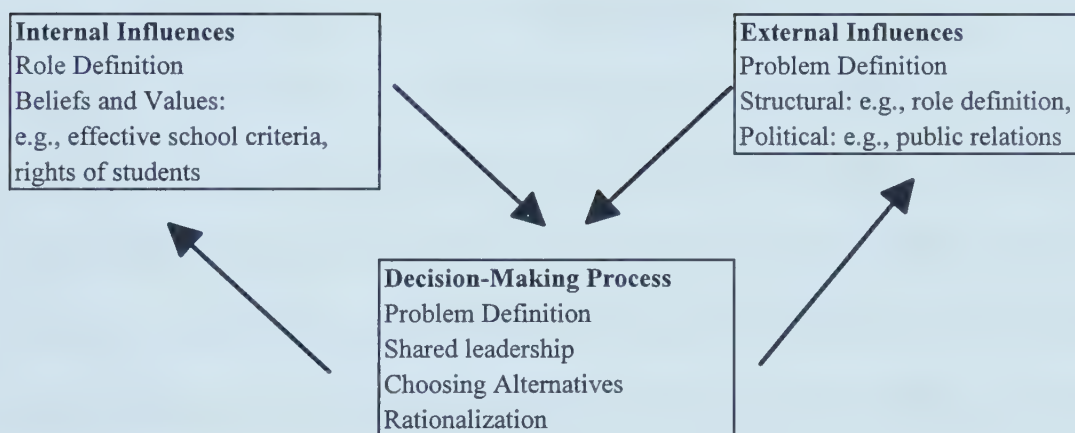 Internal Influences
Role Definition
Beliefs and Values:
e.g., effective school criteria,
rights of students
External Influences
Problem Definition
Structural: e.g., role definition,
Political: e.g., public relations
Decision-Making Process
Problem Definition
Shared leadership
Choosing Alternatives
Rationalization